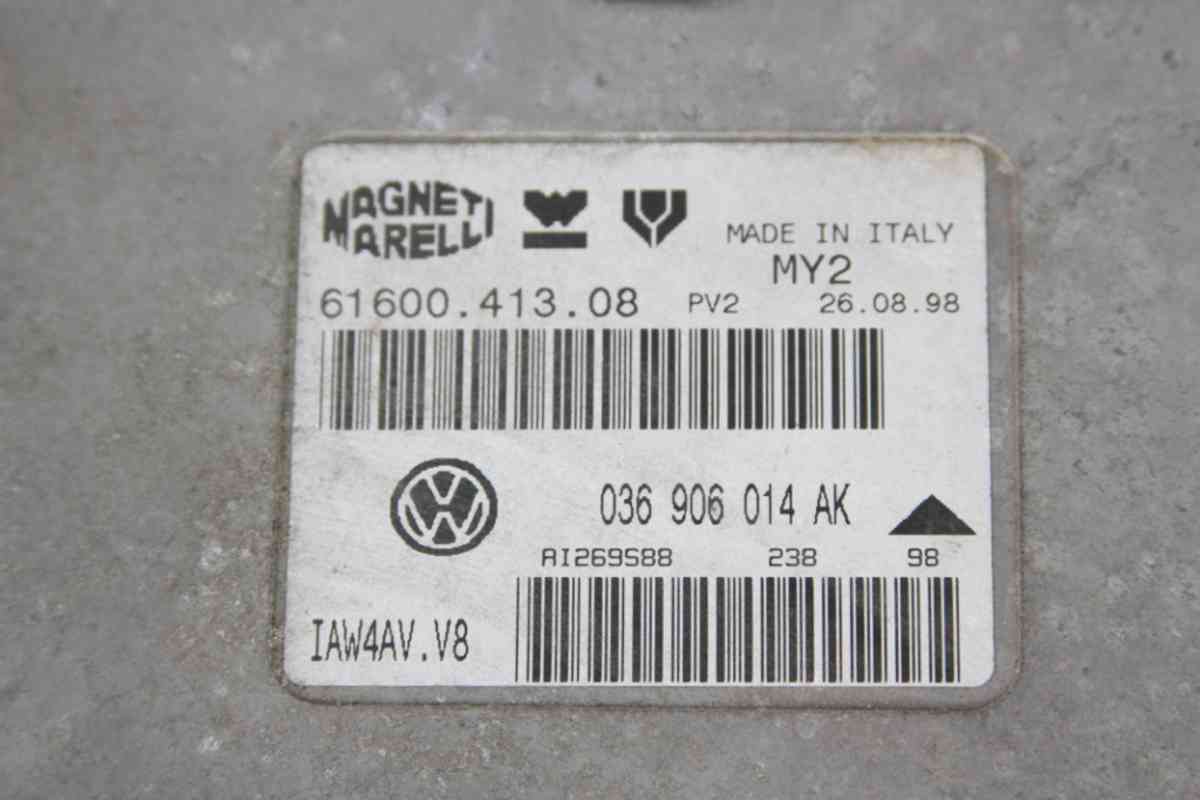 MAGNETI
MARELLI
MADE IN ITALY
MY2
61600.413.08 PV2 26.08.98
036 906 014 AK
AI269S88 238 98
IAW4AV.V8